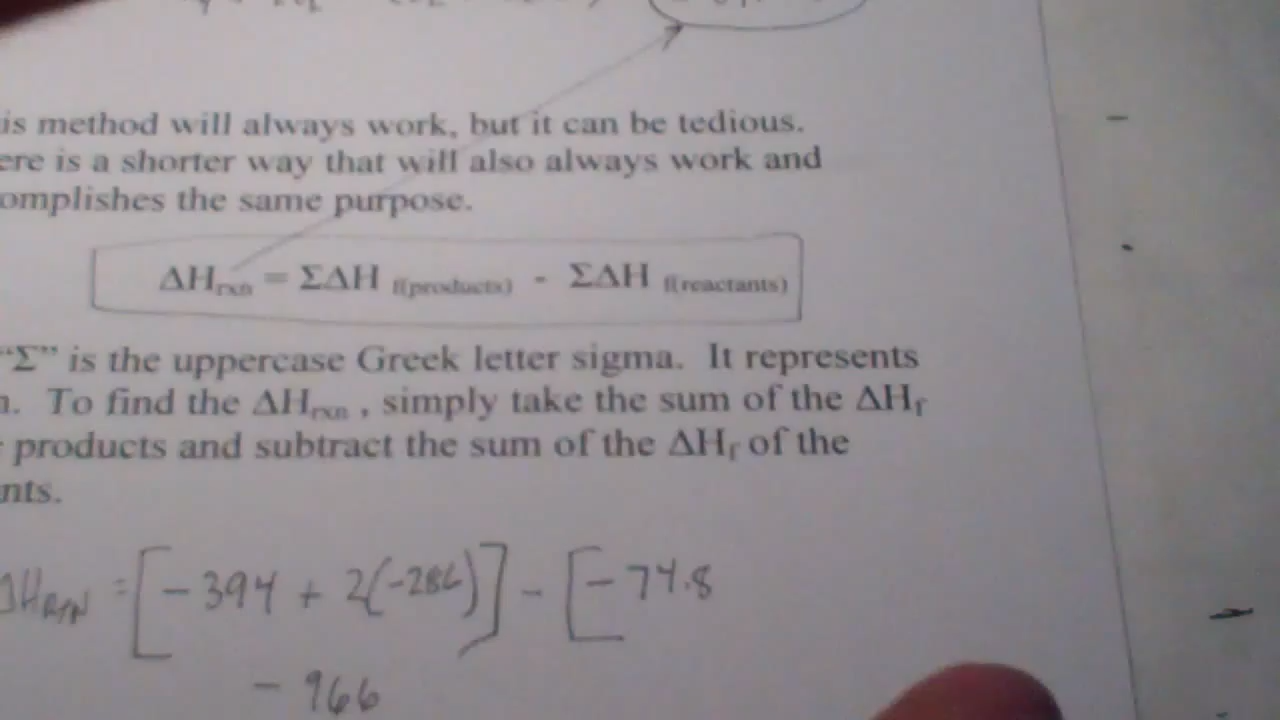 is method will always work, but it can be tedious.
ere is a shorter way that will also always work and
omplishes the same purpose.
ΔHrxn = ΣΔH f(products) - ΣΔH f(reactants)
“Σ” is the uppercase Greek letter sigma. It represents
n. To find the ΔHrxn , simply take the sum of the ΔHf
products and subtract the sum of the ΔHf of the
nts.
ΔHRXN = [-394 + 2(-286)] - [-74.8
-966